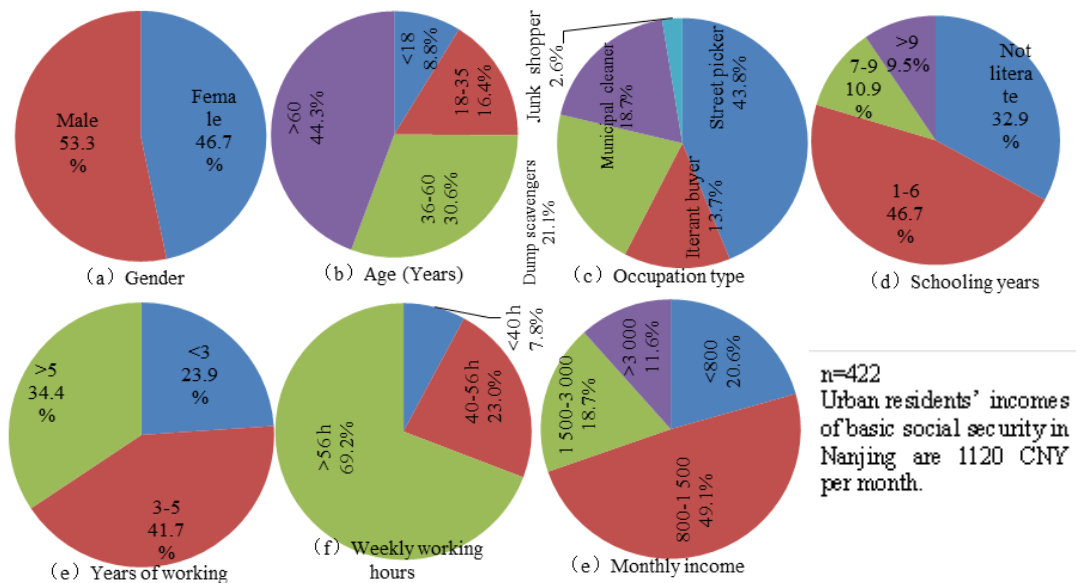 Male
53.3
%
Fema
le
46.7
%
(a) Gender
<18
8.8%
18-35
16.4%
36-60
30.6%
>60
44.3%
(b) Age (Years)
Junk shopper
2.6%
Street picker
43.8%
Municipal cleaner
18.7%
Iterant buyer
13.7%
Dump scavengers
21.1%
(c) Occupation type
>9
9.5%
7-9
10.9
%
Not
litera
te
32.9
%
1-6
46.7
%
(d) Schooling years
>5
34.4
%
<3
23.9
%
3-5
41.7
%
(e) Years of working
<40 h
7.8%
40-56 h
23.0%
>56 h
69.2%
(f) Weekly working
hours
>3 000
11.6%
<800
20.6%
1 500-3 000
18.7%
800-1 500
49.1%
(e) Monthly income
n=422
Urban residents’ incomes
of basic social security in
Nanjing are 1120 CNY
per month.